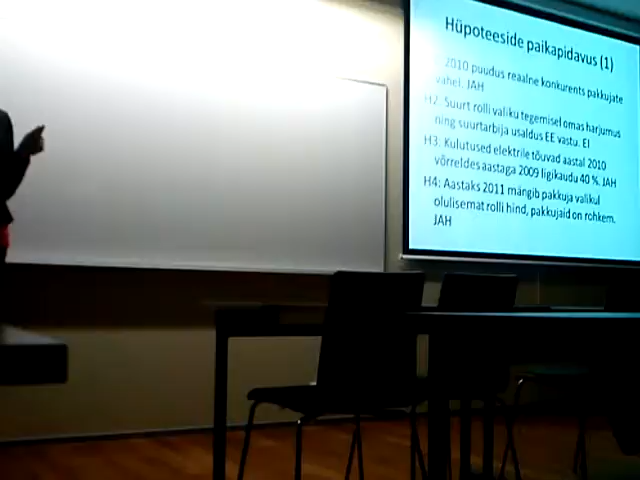 Hüpoteeside paikapidavus (1)
2010 puudus reaalne konkurents pakkujate
vahel. JAH
H2. Suurt rolli valiku tegemisel omas harjumus
ning suurtarbija usaldus EE vastu. EI
H3. Kulutused elektrile tõuvad aastal 2010
võrreldes aastaga 2009 ligikaudu 40 %. JAH
H4: Aastaks 2011 mängib pakkuja valikul
olulisemat rolli hind, pakkujaid on rohkem.
JAH